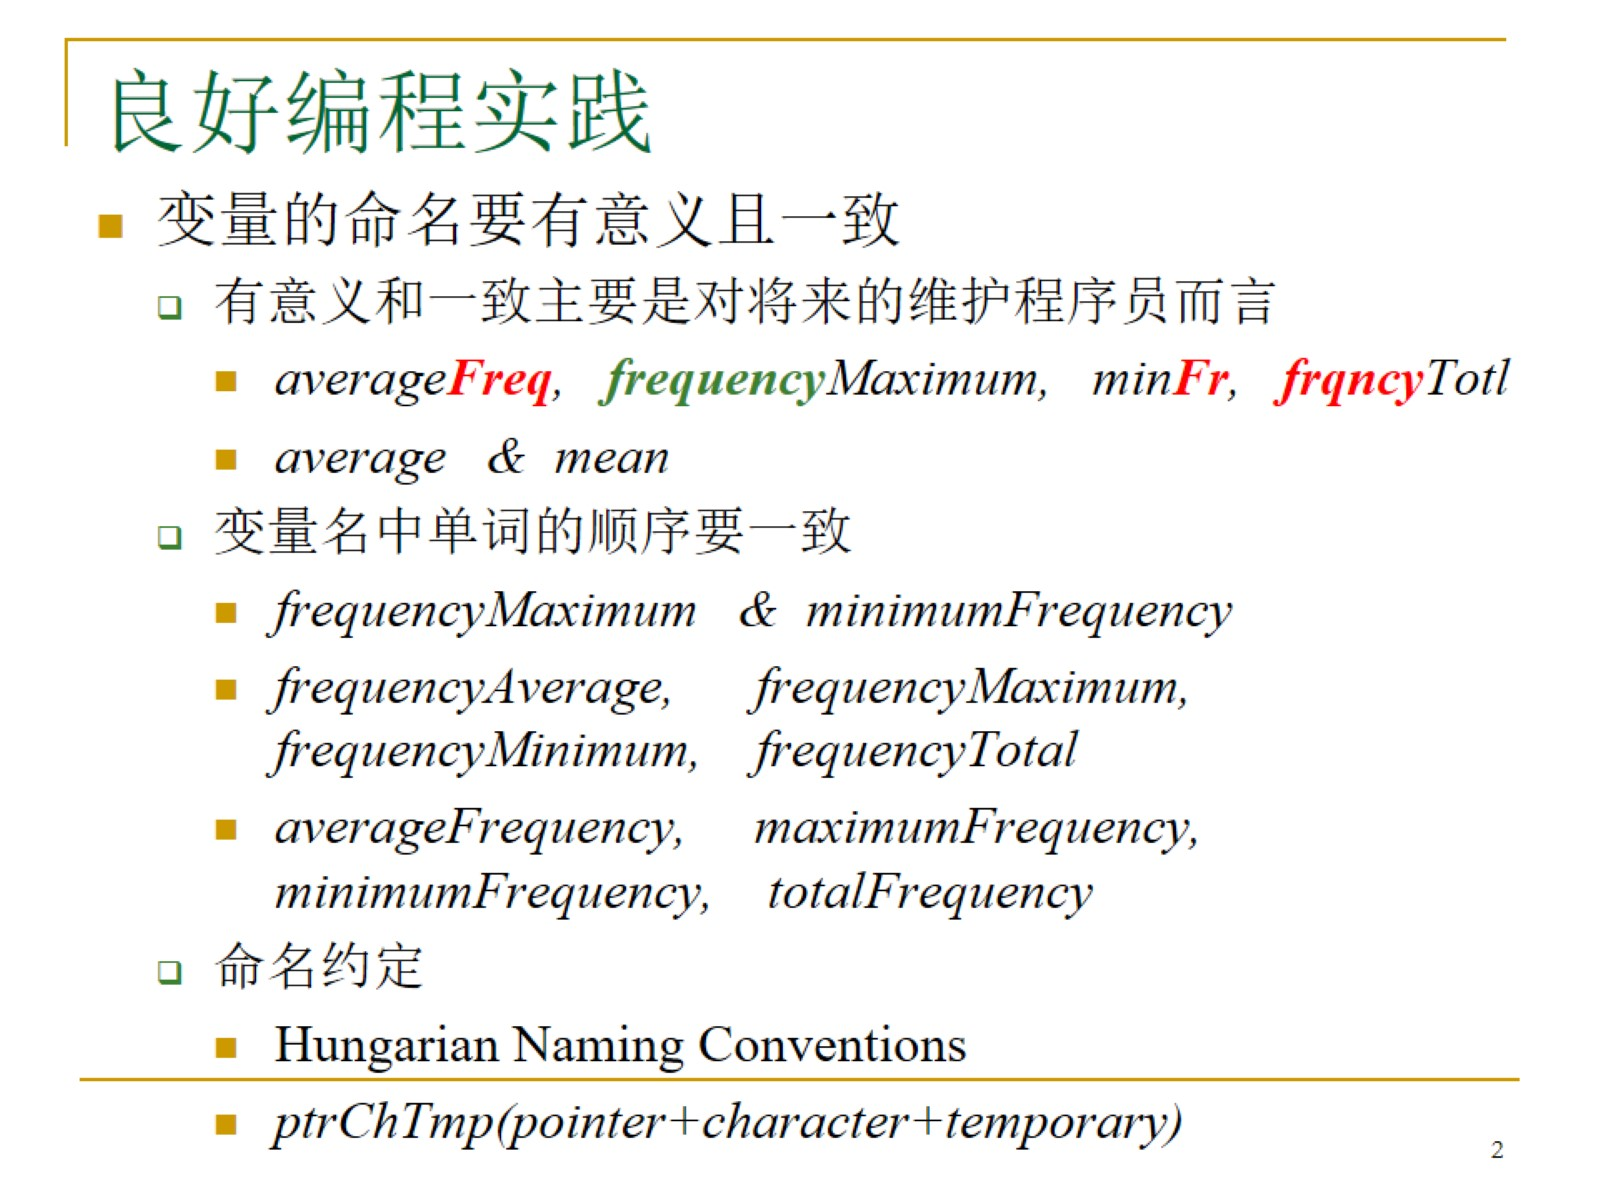 良好编程实践
变量的命名要有意义且一致
有意义和一致主要是对将来的维护程序员而言
averageFreq, frequencyMaximum, minFr, frqncyTotl
average & mean
变量名中单词的顺序要一致
frequencyMaximum & minimumFrequency
frequencyAverage, frequencyMaximum,
frequencyMinimum, frequencyTotal
averageFrequency, maximumFrequency,
minimumFrequency, totalFrequency
命名约定
Hungarian Naming Conventions
ptrChTmp(pointer+character+temporary)
2